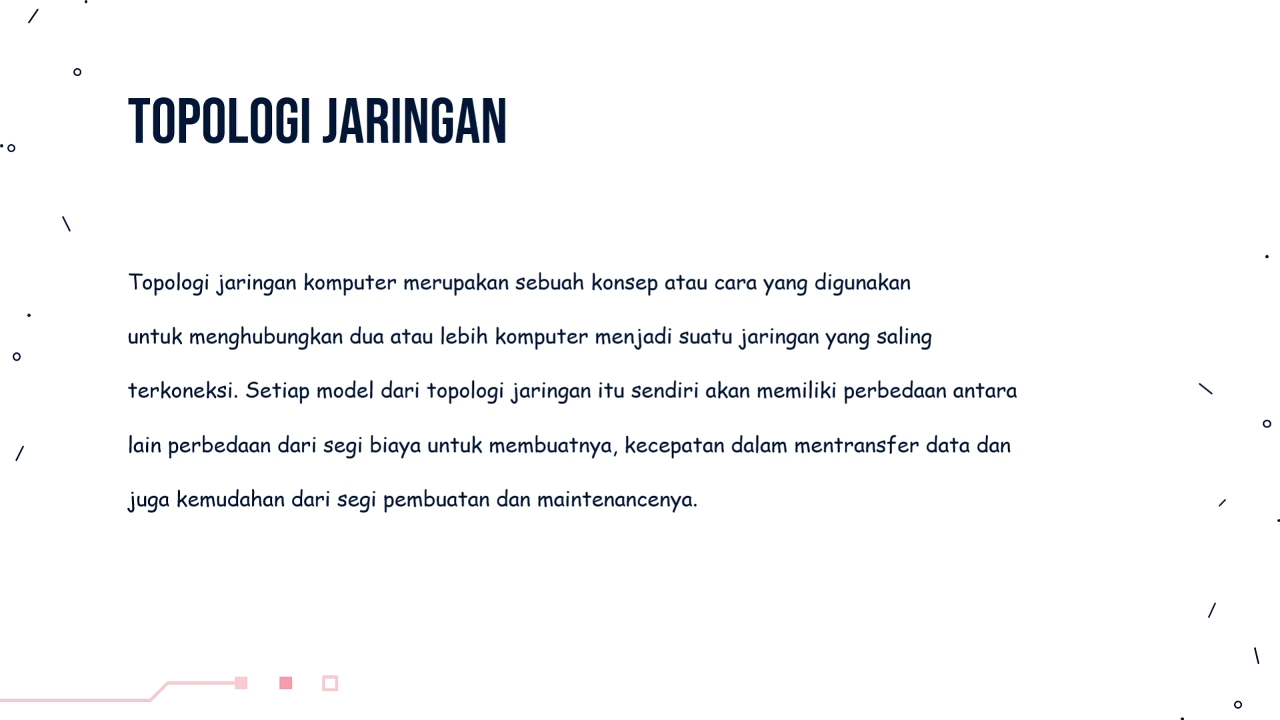 TOPOLOGI JARINGAN
Topologi jaringan komputer merupakan sebuah konsep atau cara yang digunakan
untuk menghubungkan dua atau lebih komputer menjadi suatu jaringan yang saling
terkoneksi. Setiap model dari topologi jaringan itu sendiri akan memiliki perbedaan antara
lain perbedaan dari segi biaya untuk membuatnya, kecepatan dalam mentransfer data dan
juga kemudahan dari segi pembuatan dan maintenancenya.